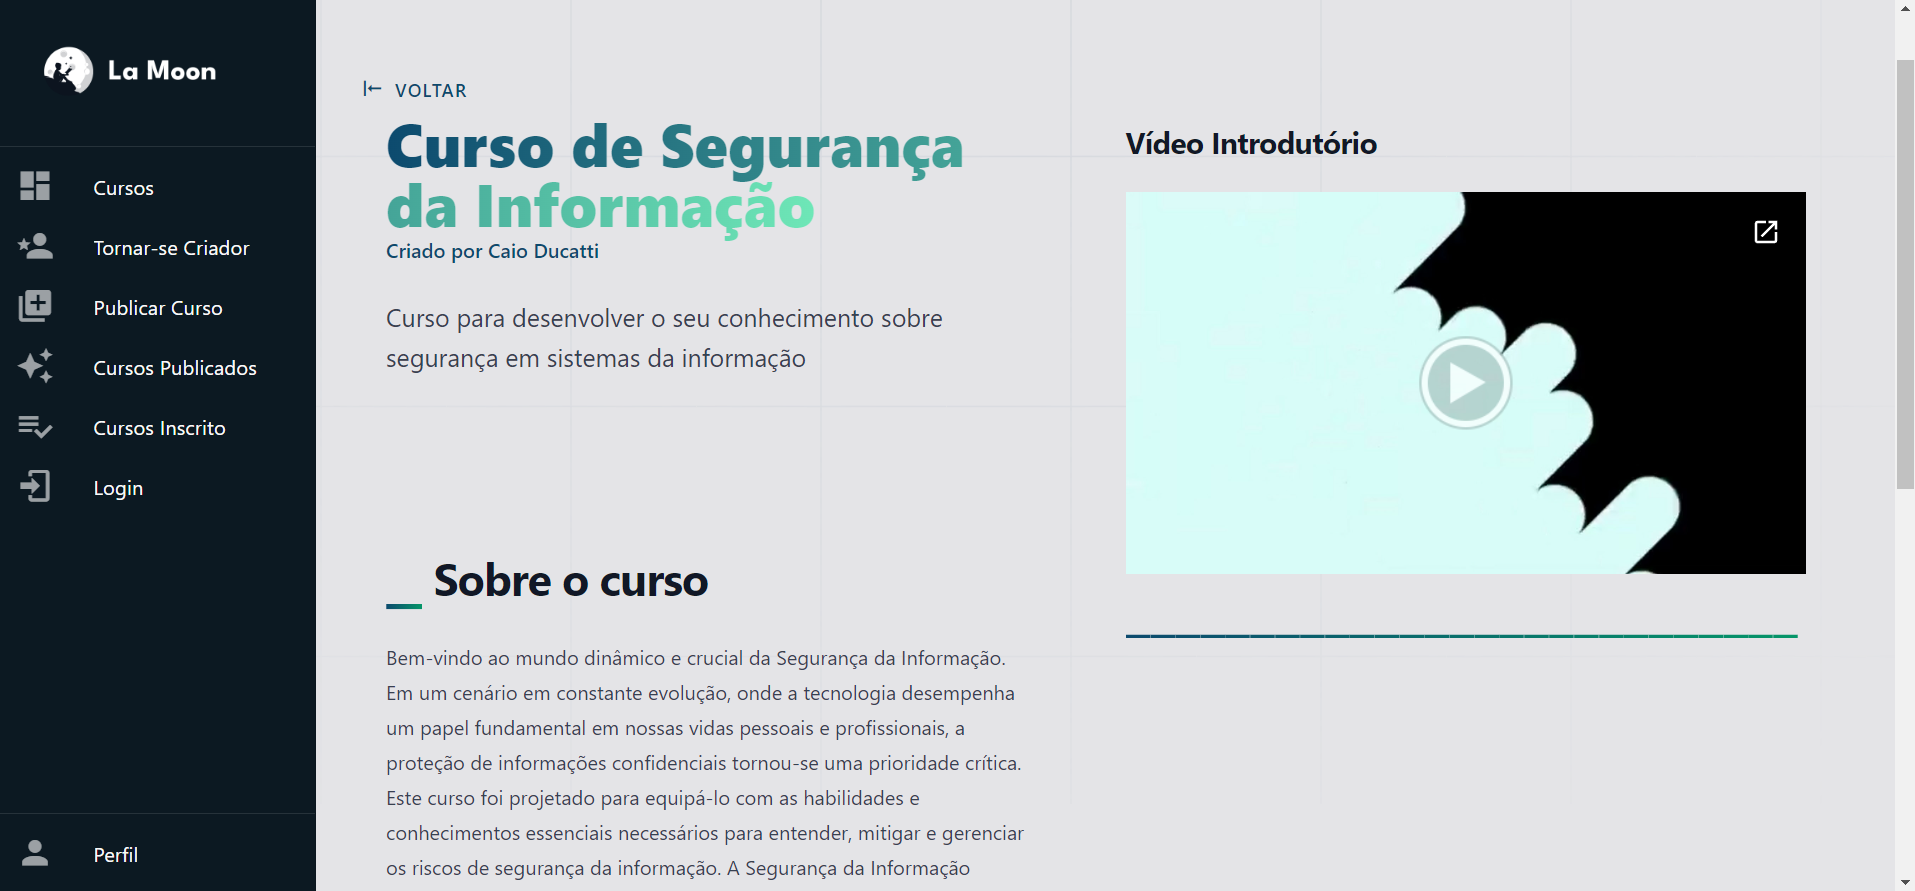 La Moon
Cursos
Tornar-se Criador
Publicar Curso
Cursos Publicados
Cursos Inscrito
Login
Perfil
VOLTAR
Curso de Segurança
da Informação
Criado por Caio Ducatti
Curso para desenvolver o seu conhecimento sobre
segurança em sistemas da informação
Sobre o curso
Bem-vindo ao mundo dinâmico e crucial da Segurança da Informação.
Em um cenário em constante evolução, onde a tecnologia desempenha
um papel fundamental em nossas vidas pessoais e profissionais, a
proteção de informações confidenciais tornou-se uma prioridade crítica.
Este curso foi projetado para equipá-lo com as habilidades e
conhecimentos essenciais necessários para entender, mitigar e gerenciar
os riscos de segurança da informação. A Segurança da Informação
Vídeo Introdutório